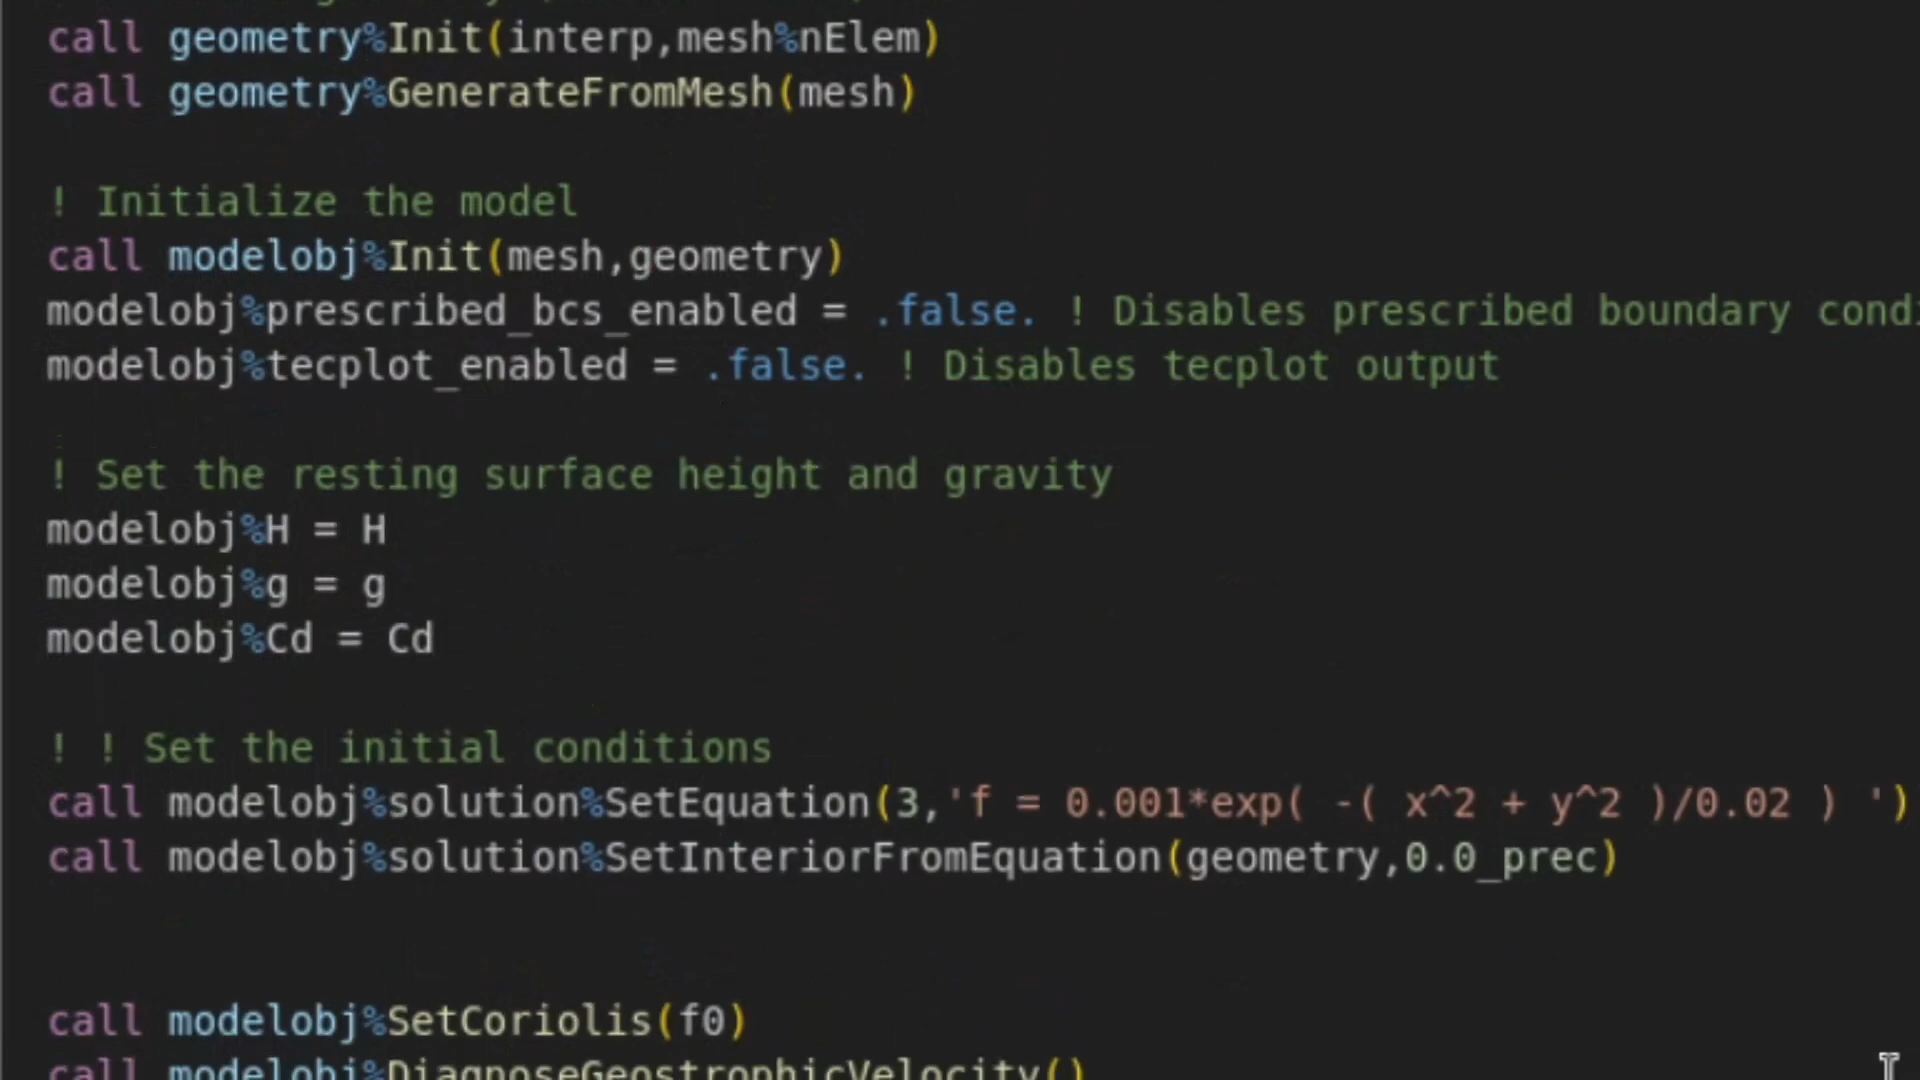 call geometry%Init(interp,mesh%nElem)
call geometry%GenerateFromMesh(mesh)
! Initialize the model
call modelobj%Init(mesh,geometry)
modelobj%prescribed_bcs_enabled = .false. ! Disables prescribed boundary condi
modelobj%tecplot_enabled = .false. ! Disables tecplot output
! Set the resting surface height and gravity
modelobj%H = H
modelobj%g = g
modelobj%Cd = Cd
! ! Set the initial conditions
call modelobj%solution%SetEquation(3,'f = 0.001*exp( -( x^2 + y^2 )/0.02 ) ')
call modelobj%solution%SetInteriorFromEquation(geometry,0.0_prec)
call modelobj%SetCoriolis(f0)
call modelobj%DiagnoseGeostrophicVelocity()